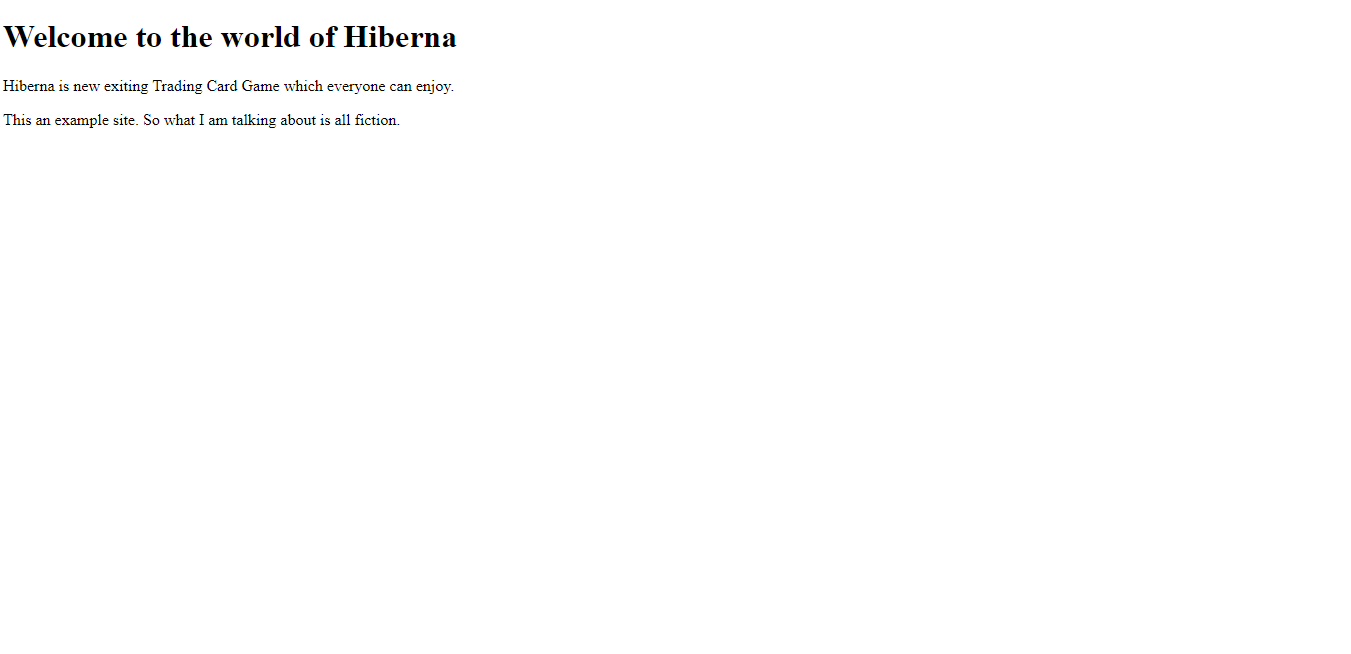 Welcome to the world of Hiberna
Hiberna is new exiting Trading Card Game which everyone can enjoy.
This an example site. So what I am talking about is all fiction.